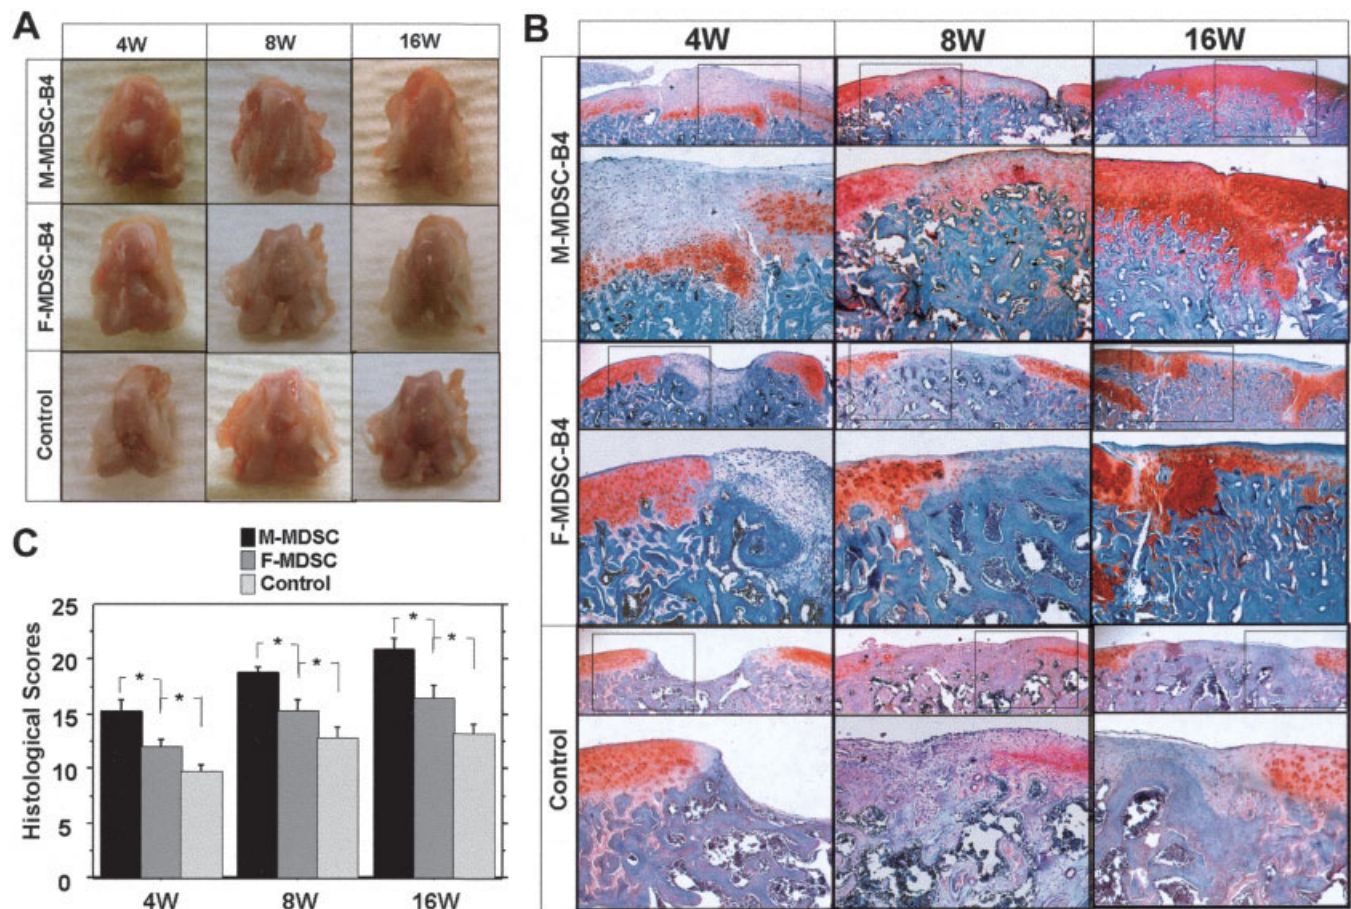 A
4W 8W 16W
M-MDSC-B4
F-MDSC-B4
Control
B
4W 8W 16W
M-MDSC-B4
F-MDSC-B4
Control
C
M-MDSC
F-MDSC
Control
Histological Scores
25
20
15
10
5
0
* * * * * *
4W 8W 16W